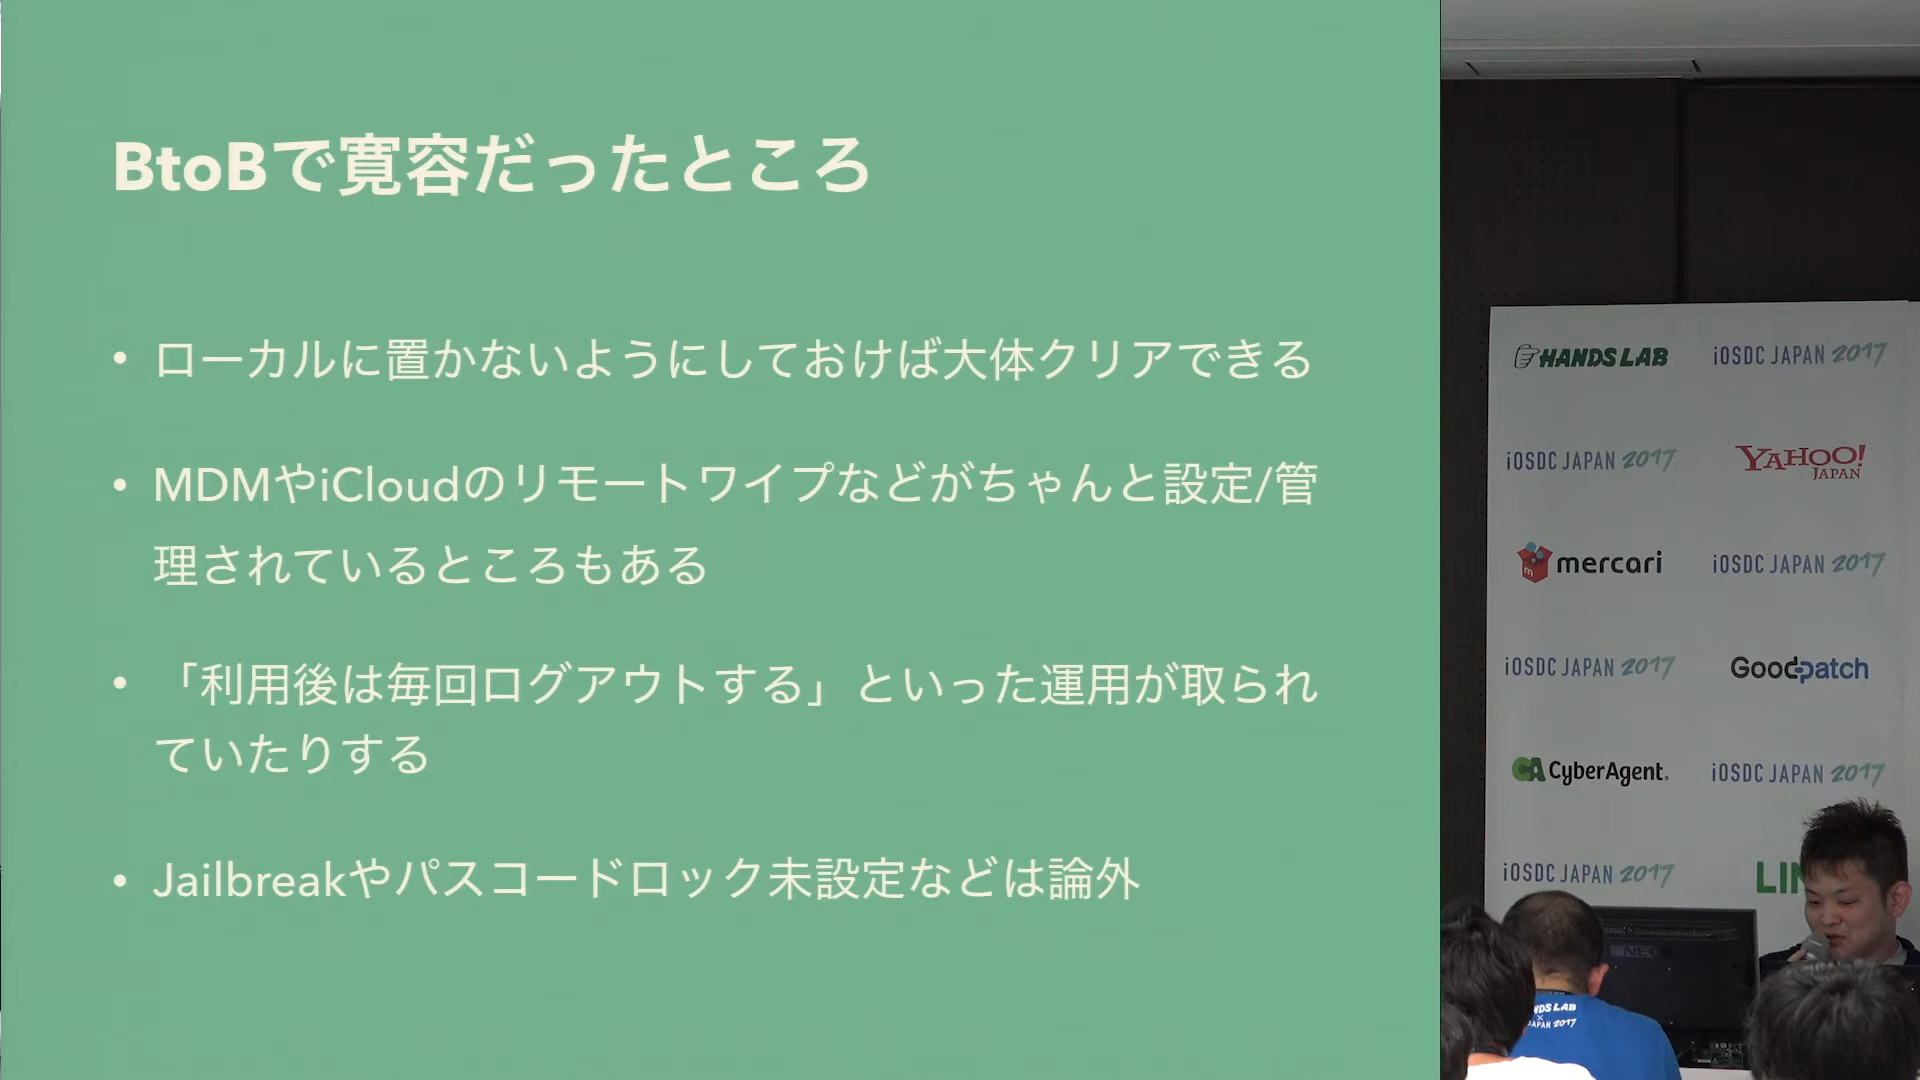 BtoBで寛容だったところ
• ローカルに置かないようにしておけば大体クリアできる
• MDMやiCloudのリモートワイプなどがちゃんと設定/管
理されているところもある
• 「利用後は毎回ログアウトする」といった運用が取られ
ていたりする
• Jailbreakやパスコードロック未設定などは論外
HANDS LAB
iOSDC JAPAN 2017
iOSDC JAPAN 2017
YAHOO!
JAPAN
mercari
iOSDC JAPAN 2017
iOSDC JAPAN 2017
Goodpatch
CA CyberAgent.
iOSDC JAPAN 2017
iOSDC JAPAN 2017
LIN
NEC
NDS LAB
×
JAPAN 2017